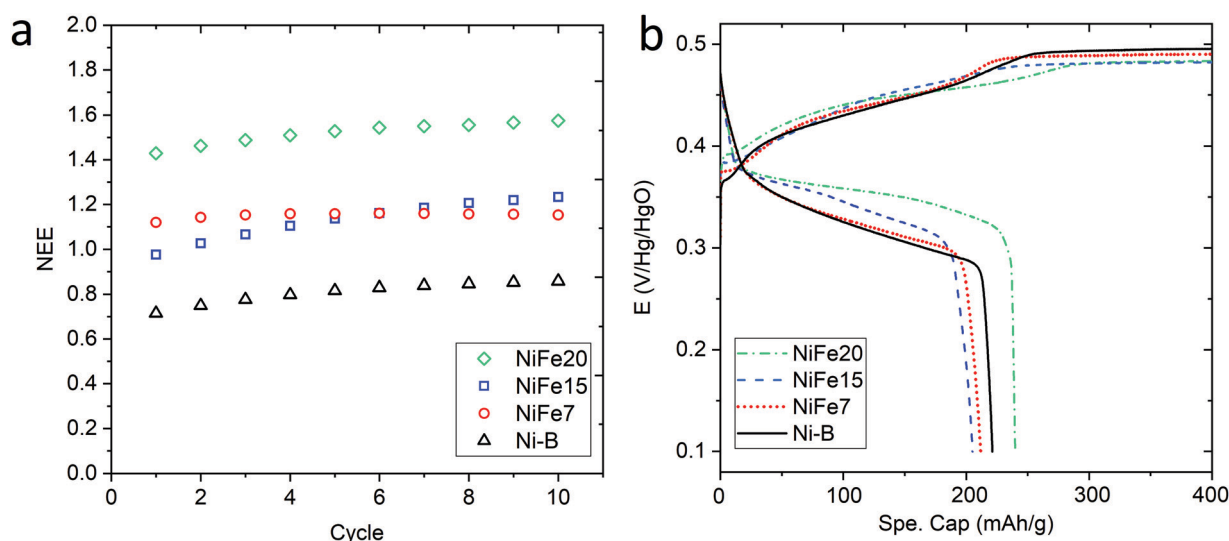 a
NEE
2.0
1.8
1.6
1.4
1.2
1.0
0.8
0.6
0.4
0.2
0.0
0
2
4
6
8
10
Cycle
NiFe20
NiFe15
NiFe7
Ni-B
b
E (V/Hg/HgO)
0.5
0.4
0.3
0.2
0.1
0
100
200
300
400
Spe. Cap (mAh/g)
NiFe20
NiFe15
NiFe7
Ni-B